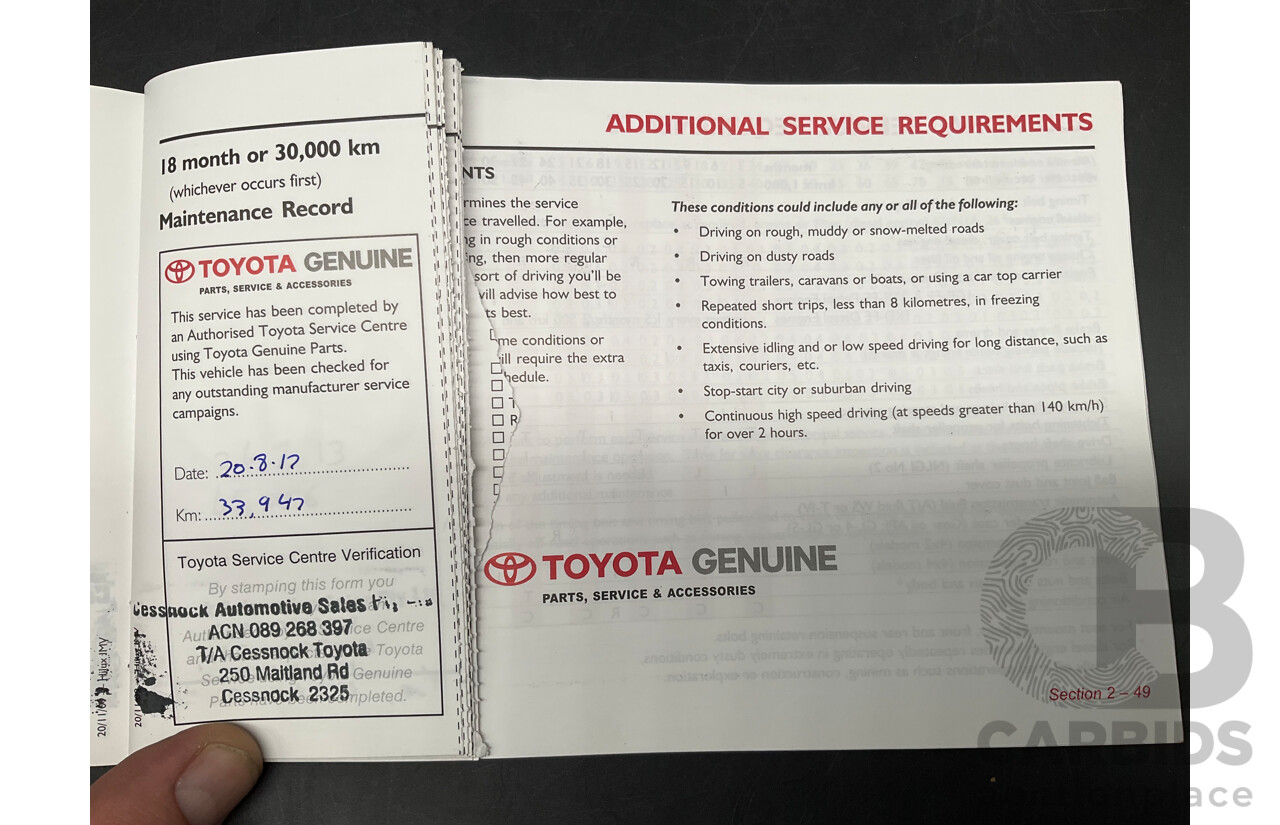 18 month or 30,000 km
(whichever occurs first)
Maintenance Record
TOYOTA GENUINE
PARTS, SERVICE & ACCESSORIES
This service has been completed by
an Authorised Toyota Service Centre
using Toyota Genuine Parts.
This vehicle has been checked for
any outstanding manufacturer service
campaigns.
Date: 20.8.17
Km: 33,947
Toyota Service Centre Verification
By stamping this form you
Cessnock Automotive Sales
ACN 089 268 397
T/A Cessnock Toyota
250 Maitland Rd
Cessnock 2325
Service Centre
Toyota
Genuine
completed.
ADDITIONAL SERVICE REQUIREMENTS
NTS
rmines the service
ce travelled. For example,
ng in rough conditions or
ng, then more regular
sort of driving you'll be
will advise how best to
ts best.
me conditions or
ill require the extra
hedule.
T
R
These conditions could include any or all of the following:
• Driving on rough, muddy or snow-melted roads
• Driving on dusty roads
• Towing trailers, caravans or boats, or using a car top carrier
• Repeated short trips, less than 8 kilometres, in freezing
conditions.
• Extensive idling and or low speed driving for long distance, such as
taxis, couriers, etc.
• Stop-start city or suburban driving
• Continuous high speed driving (at speeds greater than 140 km/h)
for over 2 hours.
TOYOTA GENUINE
PARTS, SERVICE & ACCESSORIES
Section 2 – 49
CB
CARBIDS